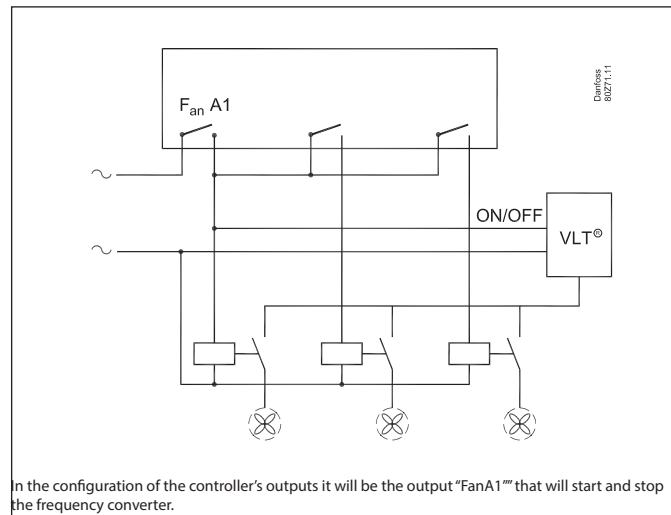 Danfoss
80Z71.11
Fan A1
ON/OFF
VLT®
In the configuration of the controller's outputs it will be the output “FanA1”" that will start and stop
the frequency converter.